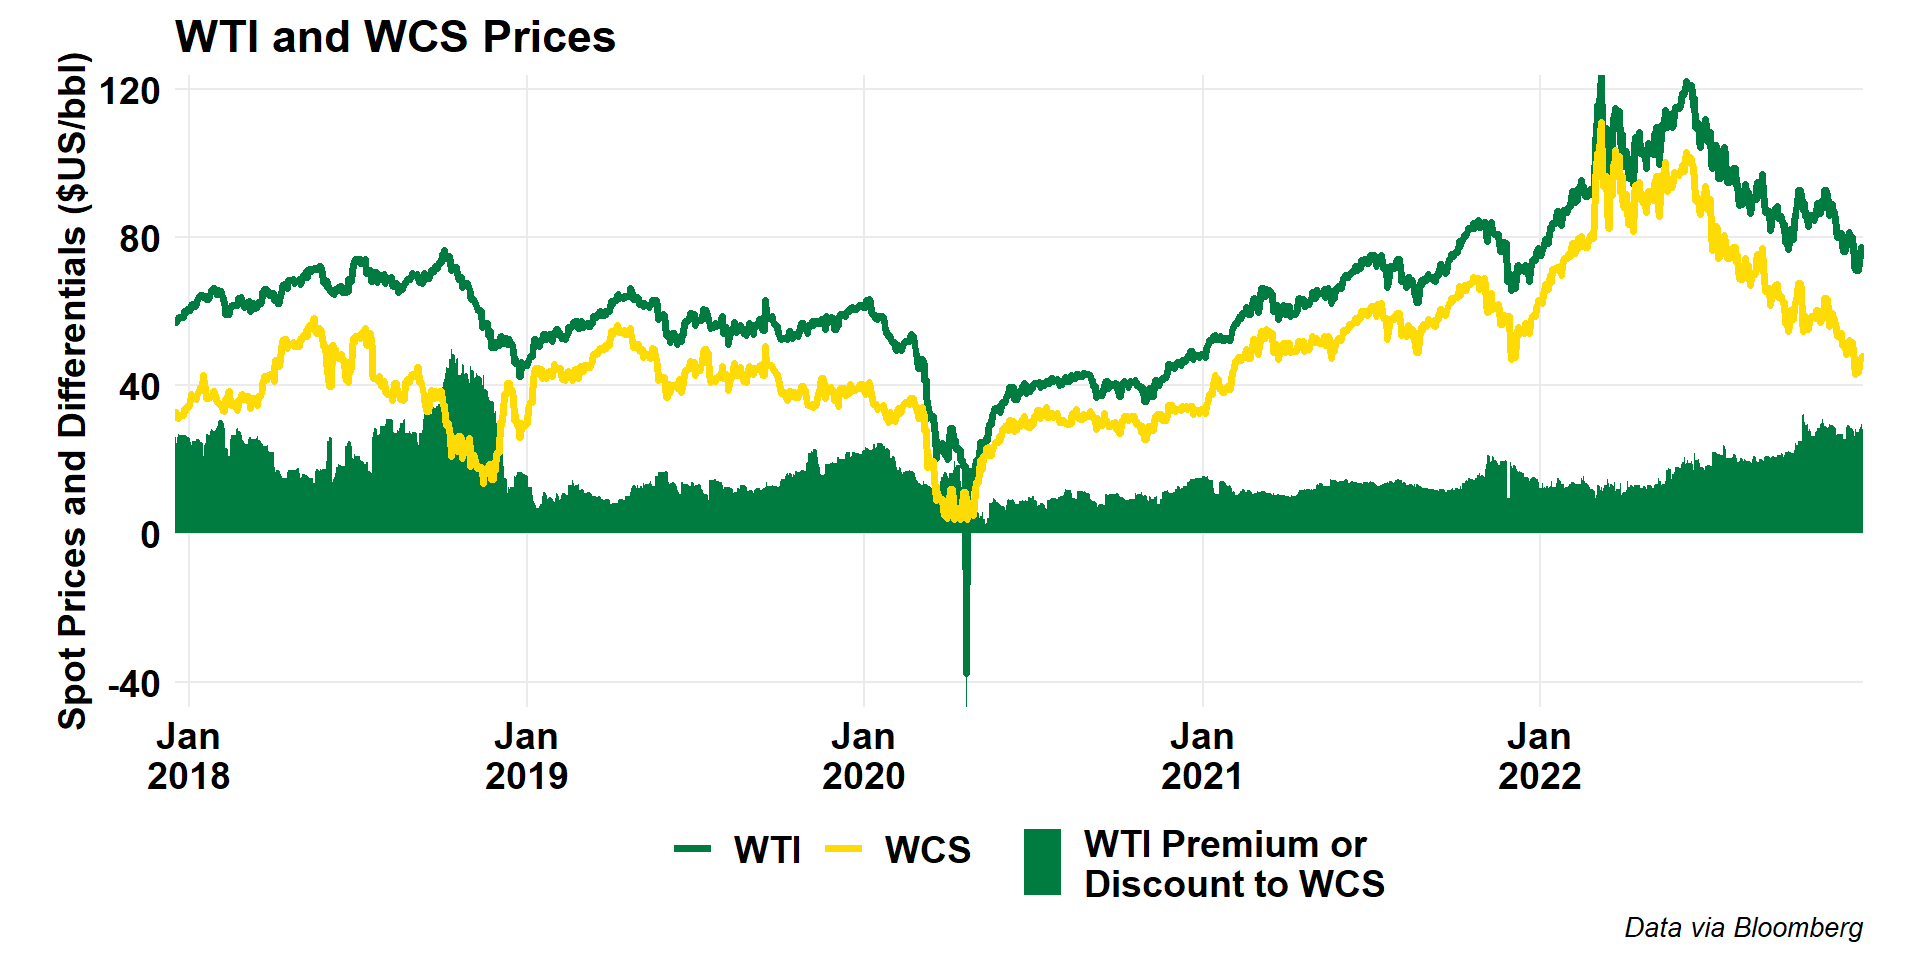 WTI and WCS Prices
Spot Prices and Differentials ($US/bbl)
120
80
40
0
-40
Jan
2018
Jan
2019
Jan
2020
Jan
2021
Jan
2022
WTI
WCS
WTI Premium or
Discount to WCS
Data via Bloomberg